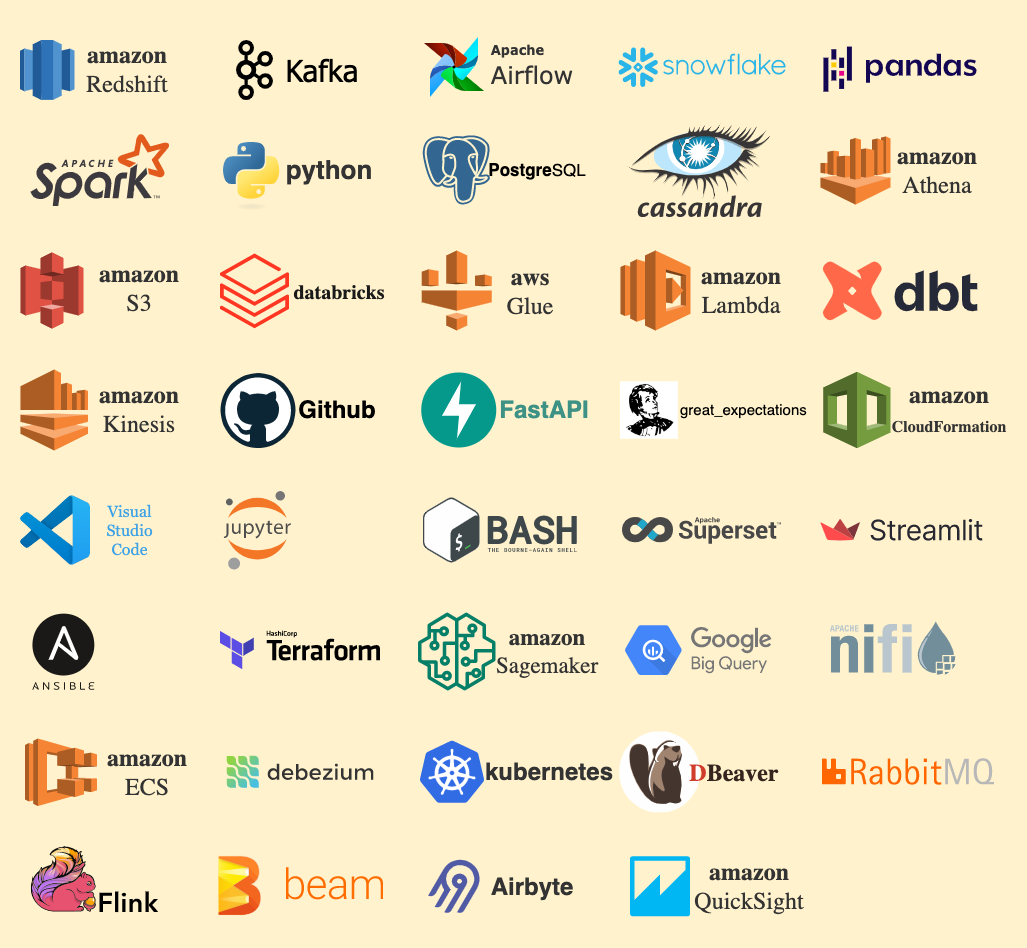 amazon
Redshift
Kafka
Apache
Airflow
snowflake
pandas
APACHE
Spark™
python
PostgreSQL
cassandra
amazon
Athena
amazon
S3
databricks
aws
Glue
amazon
Lambda
dbt
amazon
Kinesis
Github
FastAPI
great_expectations
amazon
CloudFormation
Visual
Studio
Code
jupyter
$_
BASH
THE BOURNE-AGAIN SHELL
Apache
Superset™
Streamlit
ANSIBLE
HashiCorp
Terraform
amazon
Sagemaker
Google
Big Query
APACHE
nifi
amazon
ECS
debezium
kubernetes
DBeaver
RabbitMQ
Flink
beam
Airbyte
amazon
QuickSight